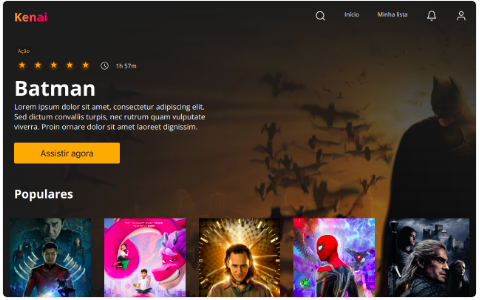 Kenai
Início
Minha lista
Ação
1h 57m
Batman
Lorem ipsum dolor sit amet, consectetur adipiscing elit.
Sed dictum convallis turpis, nec rutrum quam vulputate
viverra. Proin ornare dolor sit amet laoreet dignissim.
Assistir agora
Populares